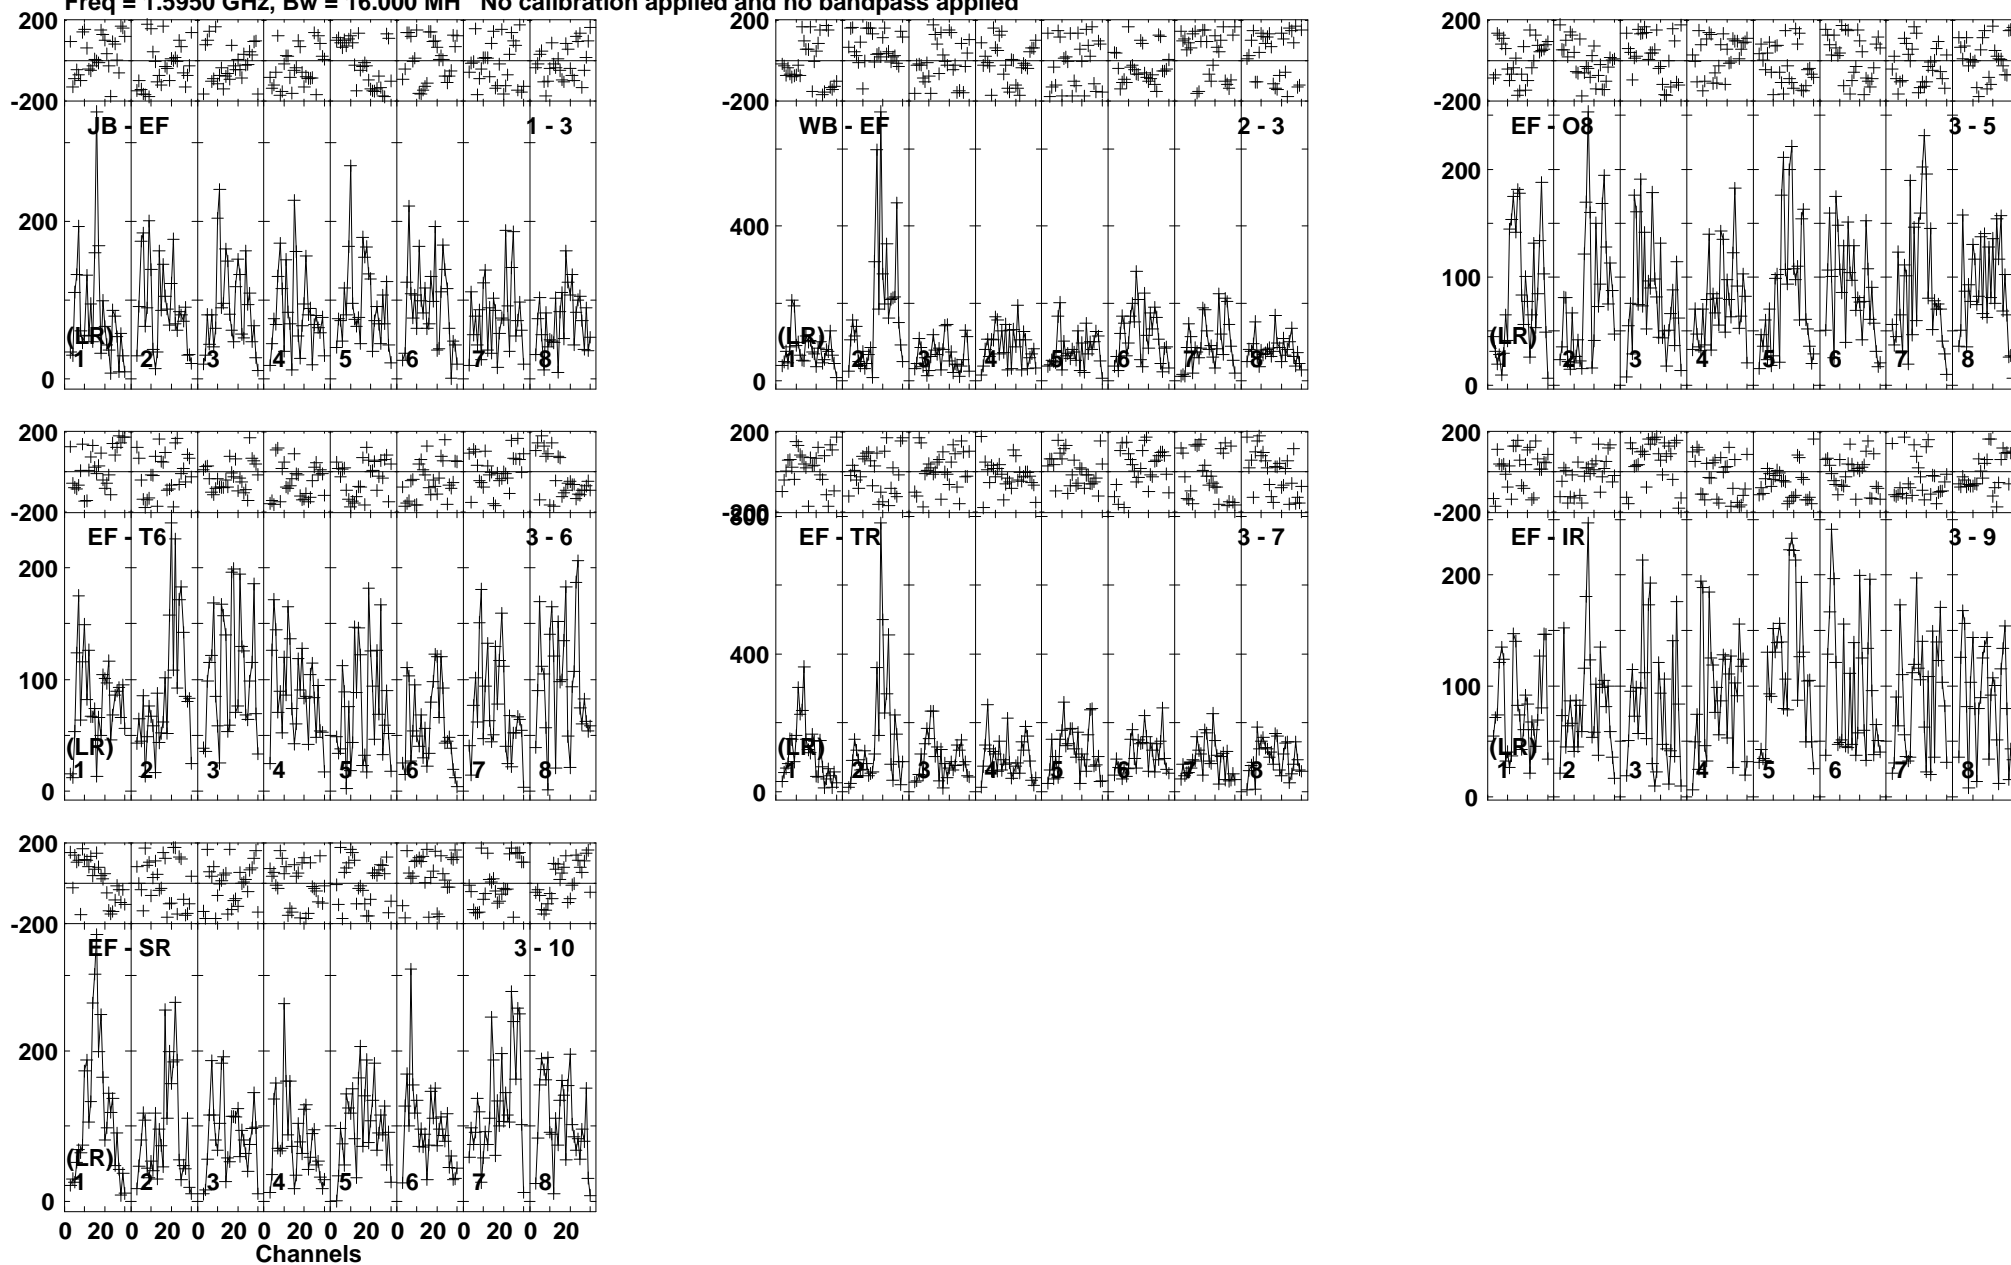 Freq = 1.5950 GHz, Bw = 16.000 MH No calibration applied and no bandpass applied
200
-200
JB - EF 1 - 3
200
(LR)
1 2 3 4 5 6 7 8
0
200
-200
WB - EF 2 - 3
400
(LR)
1 2 3 4 5 6 7 8
0
200
-200
EF - O8 3 - 5
200
100
(LR)
1 2 3 4 5 6 7 8
0
200
-200
EF - T6 3 - 6
200
100
(LR)
1 2 3 4 5 6 7 8
0
200
-200
800
EF - TR 3 - 7
400
(LR)
1 2 3 4 5 6 7 8
0
200
-200
EF - IR 3 - 9
200
100
(LR)
1 2 3 4 5 6 7 8
0
200
-200
EF - SR 3 - 10
200
(LR)
1 2 3 4 5 6 7 8
0
0 20 0 20 0 20 0 20 0 20 0 20 0 20 0 20
Channels